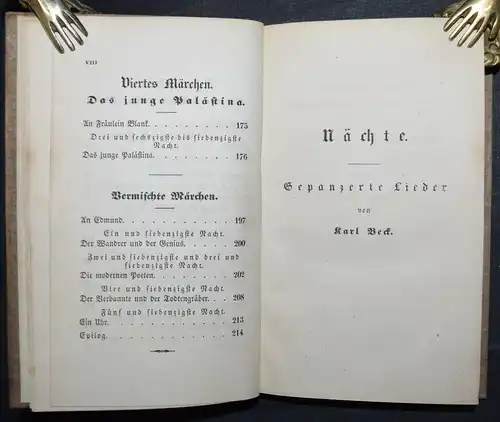 VIII
Viertes Märchen.
Das junge Palästina.
An Fräulein Blank. . . . . . . . . 175
Drei und sechszigste bis siebenzigste
Nacht.
Das junge Palästina. . . . . . . . 176
Vermischte Märchen.
An Edmund. . . . . . . . . . . 197
Ein und siebenzigste Nacht.
Der Wandrer und der Genius. . . . . . 200
Zwei und siebenzigste und drei und
siebenzigste Nacht.
Die modernen Poeten. . . . . . . . 202
Vier und siebenzigste Nacht.
Der Verbannte und der Todtengräber. . . 208
Fünf und siebenzigste Nacht.
Ein Uhr. . . . . . . . . . . . 213
Epilog. . . . . . . . . . . . . 214
Nächte.
Gepanzerte Lieder
von
Karl Beck.